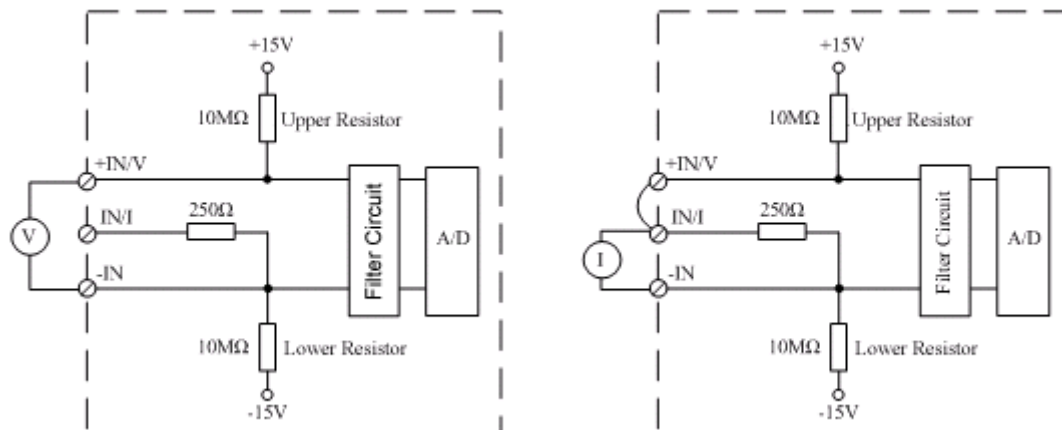 +15V
10MΩ Upper Resistor
+IN/V
IN/I
250Ω
V
-IN
Filter Circuit
A/D
10MΩ Lower Resistor
-15V
+15V
10MΩ Upper Resistor
+IN/V
IN/I
250Ω
I
-IN
Filter Circuit
A/D
10MΩ Lower Resistor
-15V